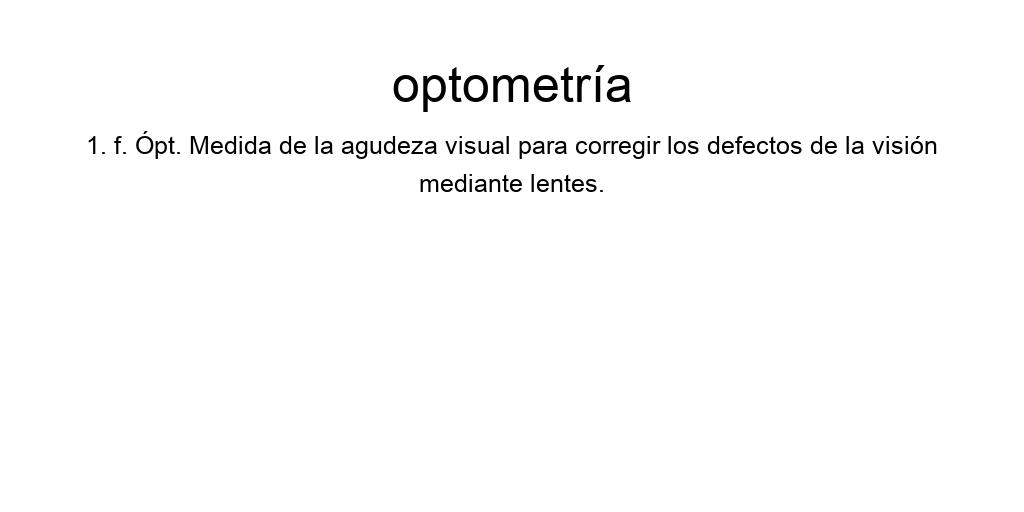 optometría
1. f. Ópt. Medida de la agudeza visual para corregir los defectos de la visión
mediante lentes.